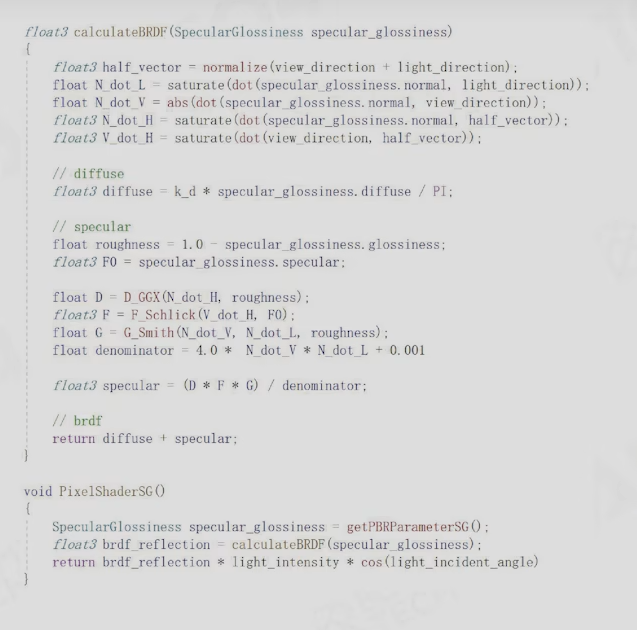 float3 calculateBRDF(SpecularGlossiness specular_glossiness)
{
float3 half_vector = normalize(view_direction + light_direction);
float N_dot_L = saturate(dot(specular_glossiness.normal, light_direction));
float N_dot_V = abs(dot(specular_glossiness.normal, view_direction));
float3 N_dot_H = saturate(dot(specular_glossiness.normal, half_vector));
float3 V_dot_H = saturate(dot(view_direction, half_vector));
// diffuse
float3 diffuse = k_d * specular_glossiness.diffuse / PI;
// specular
float roughness = 1.0 - specular_glossiness.glossiness;
float3 F0 = specular_glossiness.specular;
float D = D_GGX(N_dot_H, roughness);
float3 F = F_Schlick(V_dot_H, F0);
float G = G_Smith(N_dot_V, N_dot_L, roughness);
float denominator = 4.0 * N_dot_V * N_dot_L + 0.001
float3 specular = (D * F * G) / denominator;
// brdf
return diffuse + specular;
}
void PixelShaderSG()
{
SpecularGlossiness specular_glossiness = getPBRParameterSG();
float3 brdf_reflection = calculateBRDF(specular_glossiness);
return brdf_reflection * light_intensity * cos(light_incident_angle)
}